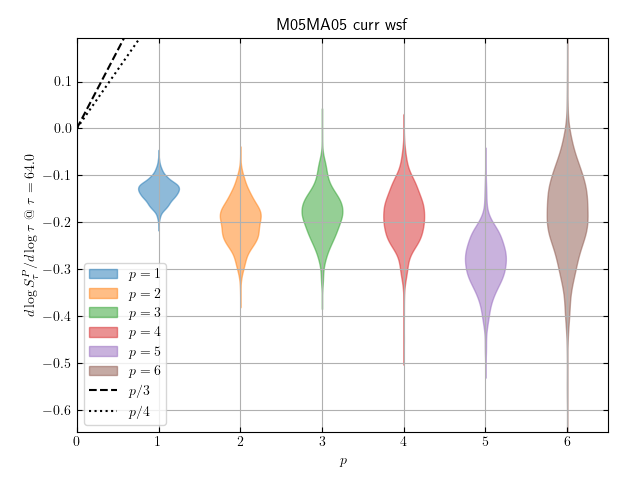 M05MA05 curr wsf
d log S_τ^P / d log τ @ τ = 64.0
0.1
0.0
−0.1
−0.2
−0.3
−0.4
−0.5
−0.6
p = 1
p = 2
p = 3
p = 4
p = 5
p = 6
p/3
p/4
0 1 2 3 4 5 6
p